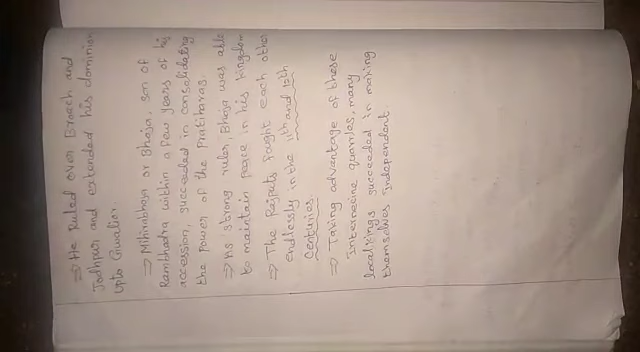 ⇒ He Ruled over Broach and
Jodhpur and extended his dominion
upto Gwalior
⇒ Mihirabhoja or Bhoja, son of
Rambhadra within a few years of his
accession, succeeded in consolidating
the power of the Pratiharas.
⇒ As strong ruler, Bhoja was able
to maintain peace in his kingdom
⇒ The Rajputs fought each other
endlessly in the 11th and 12th
Centuries.
⇒ Taking advantage of these
Internecine quarrels, many
local kings succeeded in making
themselves independent.